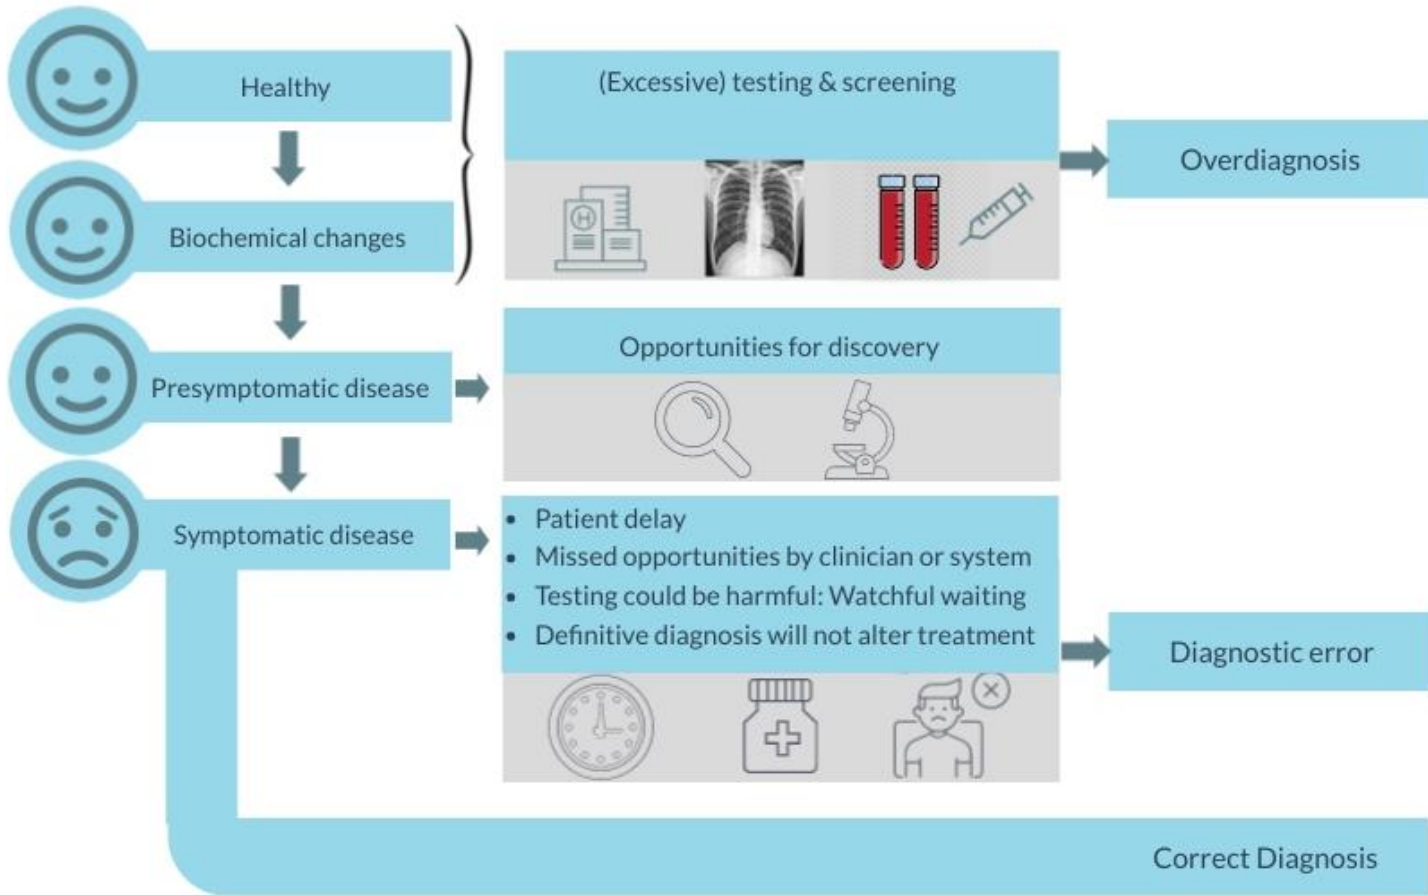 Healthy
(Excessive) testing & screening
Overdiagnosis
Biochemical changes
H
Opportunities for discovery
Presymptomatic disease
Symptomatic disease
• Patient delay
• Missed opportunities by clinician or system
• Testing could be harmful: Watchful waiting
• Definitive diagnosis will not alter treatment
Diagnostic error
Correct Diagnosis